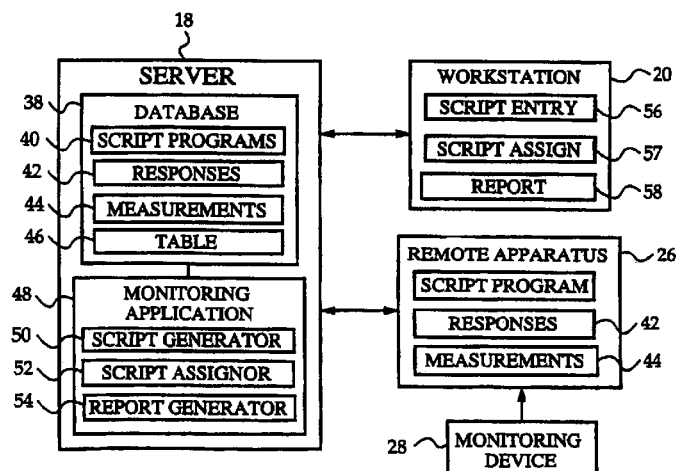 18
SERVER
38
DATABASE
40
SCRIPT PROGRAMS
42
RESPONSES
44
MEASUREMENTS
46
TABLE
48
MONITORING
APPLICATION
50
SCRIPT GENERATOR
52
SCRIPT ASSIGNOR
54
REPORT GENERATOR
WORKSTATION
20
SCRIPT ENTRY
56
SCRIPT ASSIGN
57
REPORT
58
REMOTE APPARATUS
26
SCRIPT PROGRAM
RESPONSES
42
MEASUREMENTS
44
28
MONITORING
DEVICE